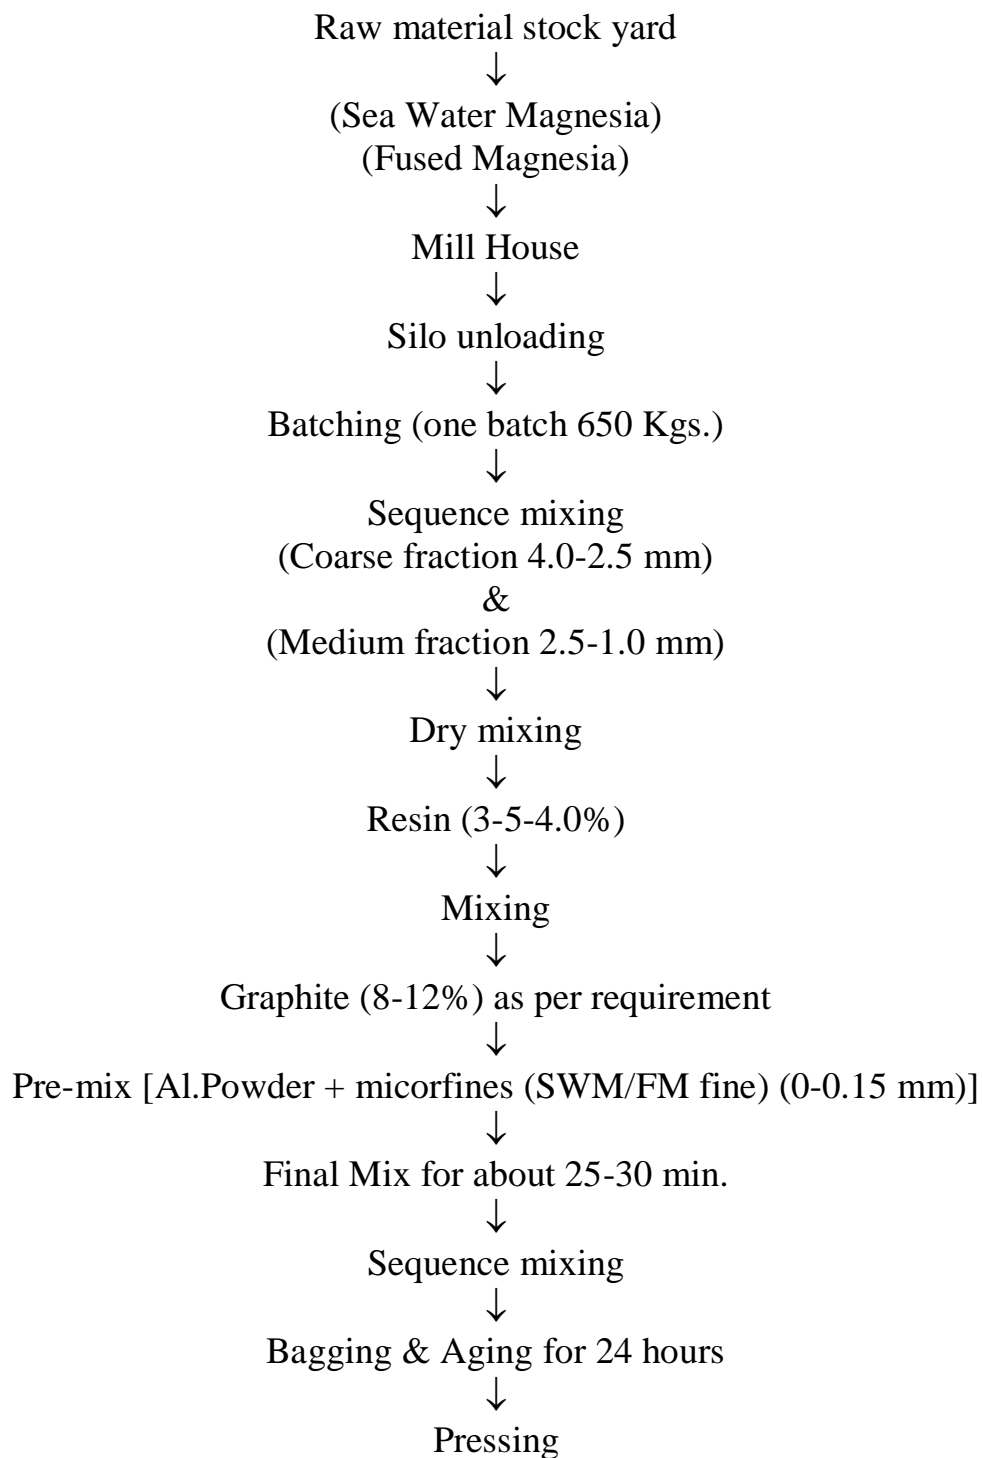 Raw material stock yard
↓
(Sea Water Magnesia)
(Fused Magnesia)
↓
Mill House
↓
Silo unloading
↓
Batching (one batch 650 Kgs.)
↓
Sequence mixing
(Coarse fraction 4.0-2.5 mm)
&
(Medium fraction 2.5-1.0 mm)
↓
Dry mixing
↓
Resin (3-5-4.0%)
↓
Mixing
↓
Graphite (8-12%) as per requirement
↓
Pre-mix [Al.Powder + micorfines (SWM/FM fine) (0-0.15 mm)]
↓
Final Mix for about 25-30 min.
↓
Sequence mixing
↓
Bagging & Aging for 24 hours
↓
Pressing